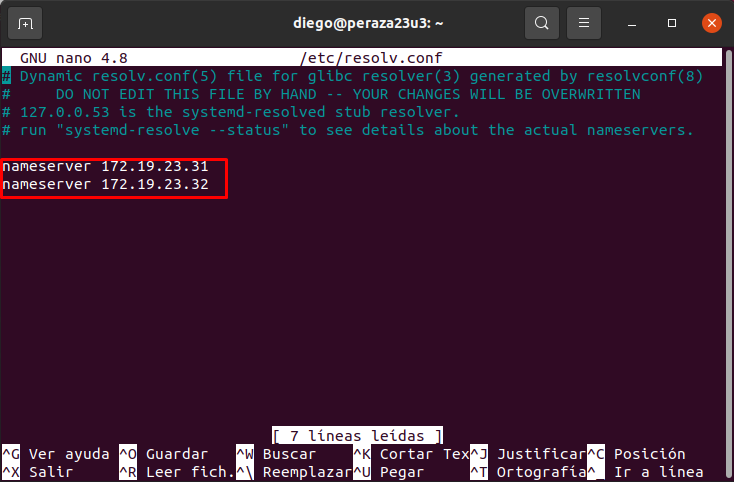 diego@peraza23u3: ~
GNU nano 4.8 /etc/resolv.conf
# Dynamic resolv.conf(5) file for glibc resolver(3) generated by resolvconf(8)
#     DO NOT EDIT THIS FILE BY HAND -- YOUR CHANGES WILL BE OVERWRITTEN
# 127.0.0.53 is the systemd-resolved stub resolver.
# run "systemd-resolve --status" to see details about the actual nameservers.
nameserver 172.19.23.31
nameserver 172.19.23.32
[ 7 líneas leídas ]
^G Ver ayuda ^O Guardar ^W Buscar ^K Cortar Tex^J Justificar^C Posición
^X Salir ^R Leer fich.^\ Reemplazar^U Pegar ^T Ortografía^_ Ir a línea